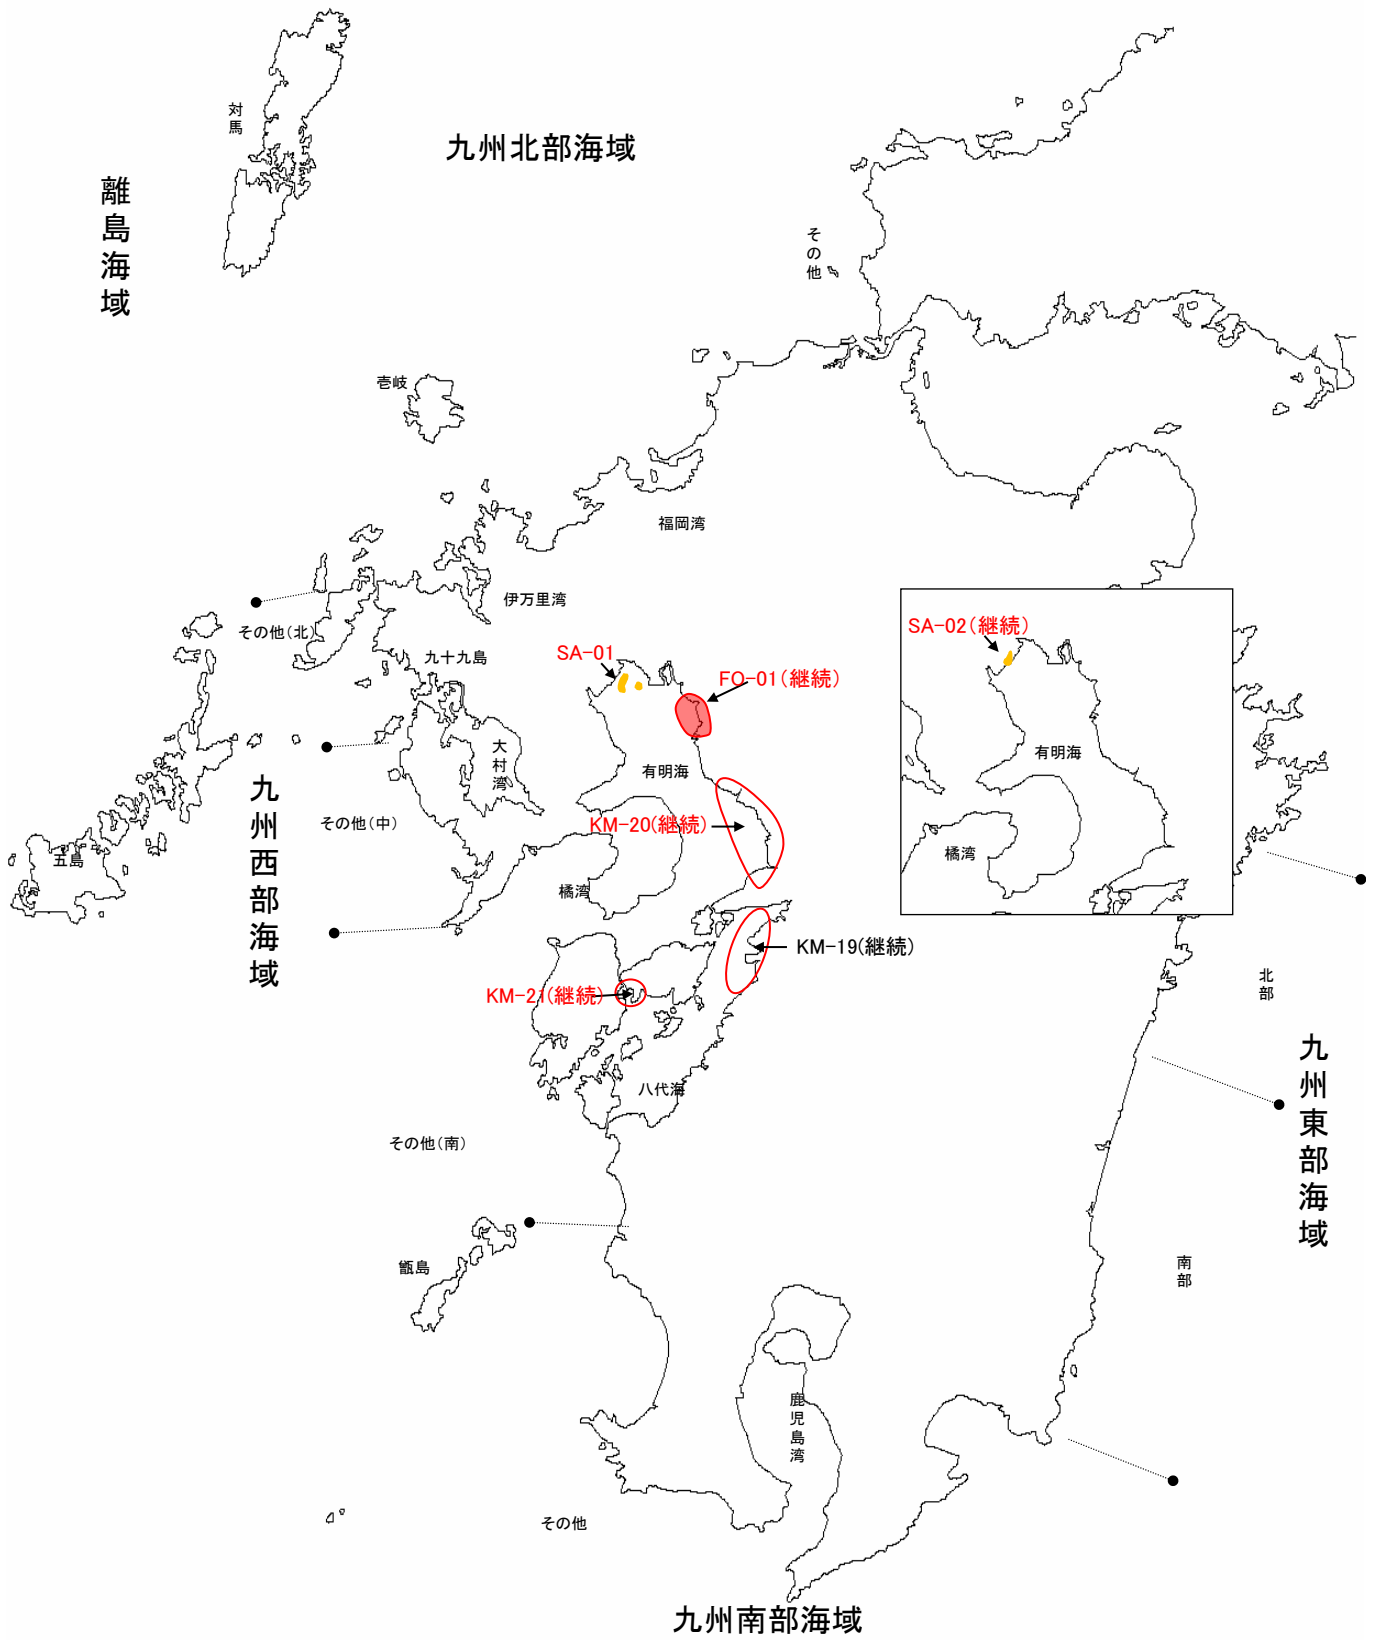 対馬
九州北部海域
離島海域
その他
壱岐
福岡湾
伊万里湾
その他(北)
九十九島
SA-01
FO-01(継続)
SA-02(継続)
大村湾
有明海
有明海
九州西部海域
その他(中)
KM-20(継続)
五島
橘湾
橘湾
KM-19(継続)
北部
KM-21(継続)
九州東部海域
八代海
その他(南)
甑島
南部
鹿児島湾
その他
九州南部海域